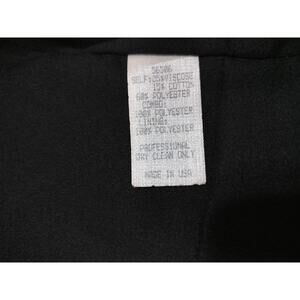 56306
SELF:25%VISCOSE
15% COTTON
60% POLYESTER
COMBO:
100% POLYESTER
LINING:
100% POLYESTER
PROFESSIONAL
DRY CLEAN ONLY
MADE IN USA